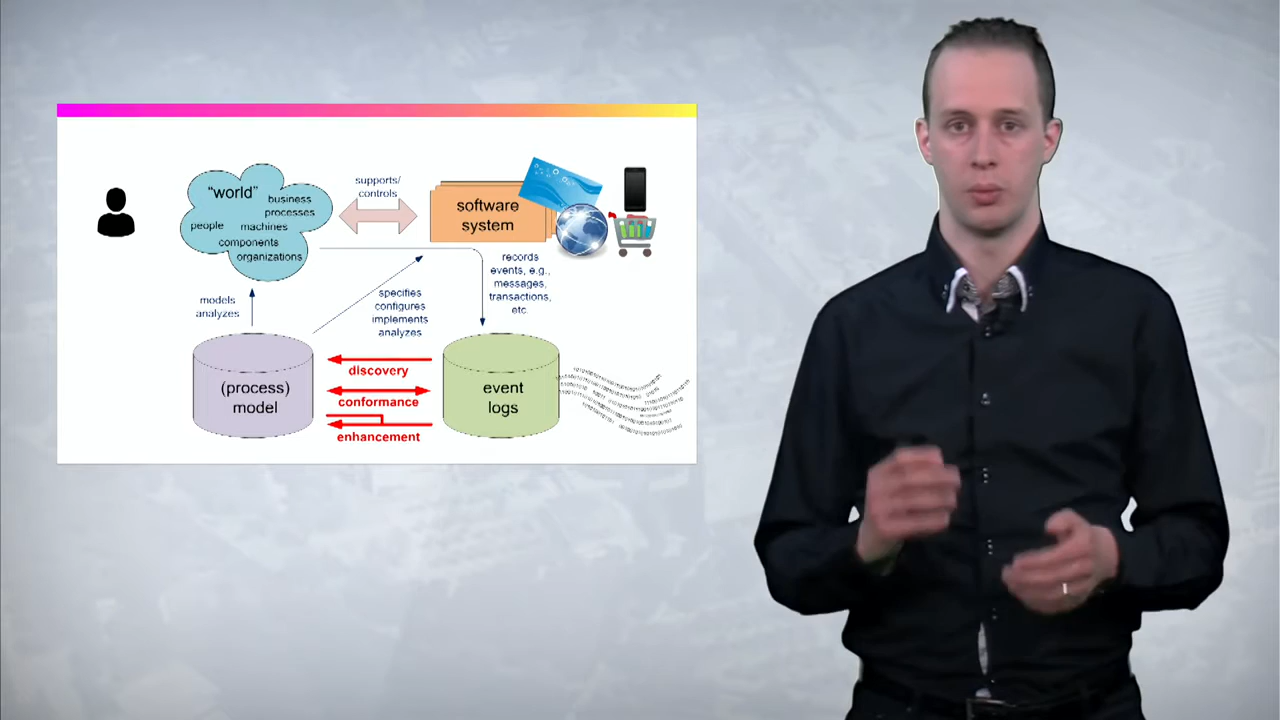 "world"
business
processes
people
machines
components
organizations
supports/
controls
software
system
records
events, e.g.,
messages,
transactions,
etc.
models
analyzes
specifies
configures
implements
analyzes
(process)
model
discovery
conformance
enhancement
event
logs